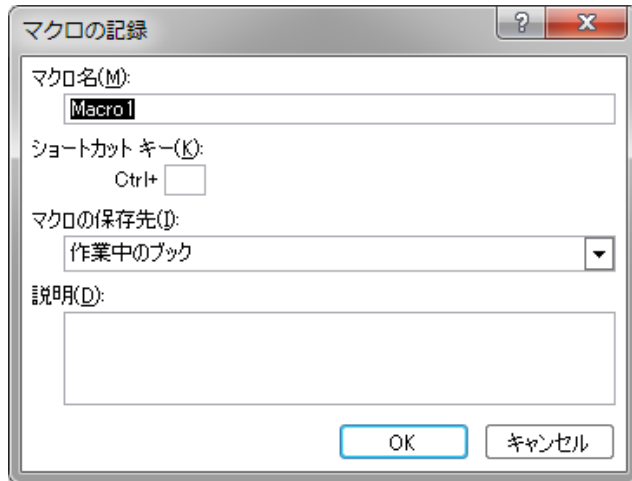 マクロの記録
マクロ名(M):
Macro1
ショートカット キー(K):
Ctrl+
マクロの保存先(I):
作業中のブック
説明(D):
OK
キャンセル